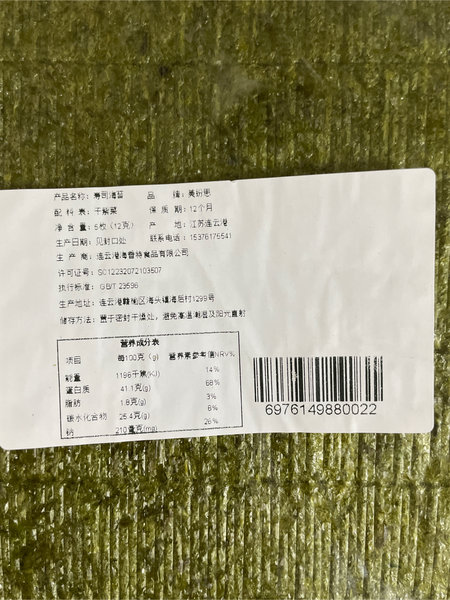 产品名称：寿司海苔 品 牌：美纷思
配 料 表：干紫菜 保 质 期：12个月
净 含 量：5枚（12克） 产 地：江苏连云港
生产日期：见封口处 联系电话：15376176541
生 产 商：连云港海香特食品有限公司
许可证号：SC12232072103507
执行标准：GB/T 23596
生产地址：连云港赣榆区海头镇海后村1299号
储存方法：置于密封干燥处，避免高温潮湿及阳光直射
营养成分表
项目 每100克（g） 营养素参考值NRV%
能量 1196千焦(KJ) 14%
蛋白质 41.1克(g) 68%
脂肪 1.8克(g) 3%
碳水化合物 25.4克(g) 8%
钠 210毫克(mg) 26%
6976149880022